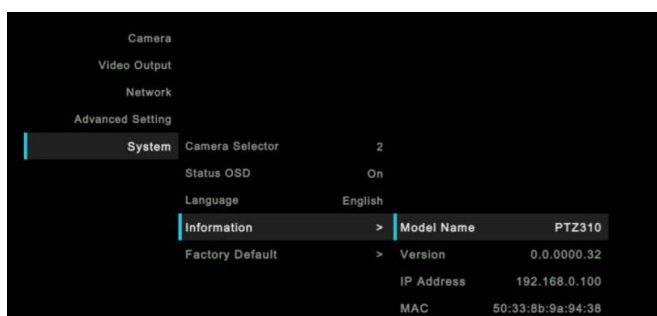 Camera
Video Output
Network
Advanced Setting
System Camera Selector 2
Status OSD On
Language English
Information > Model Name PTZ310
Factory Default > Version 0.0.0000.32
IP Address 192.168.0.100
MAC 50:33:8b:9a:94:38